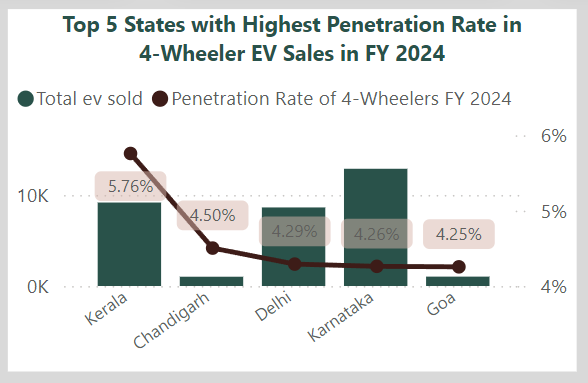 Top 5 States with Highest Penetration Rate in
4-Wheeler EV Sales in FY 2024
Total ev sold Penetration Rate of 4-Wheelers FY 2024
6%
5.76%
10K
4.50%
4.29%
4.26%
4.25%
5%
0K
4%
Kerala
Chandigarh
Delhi
Karnataka
Goa